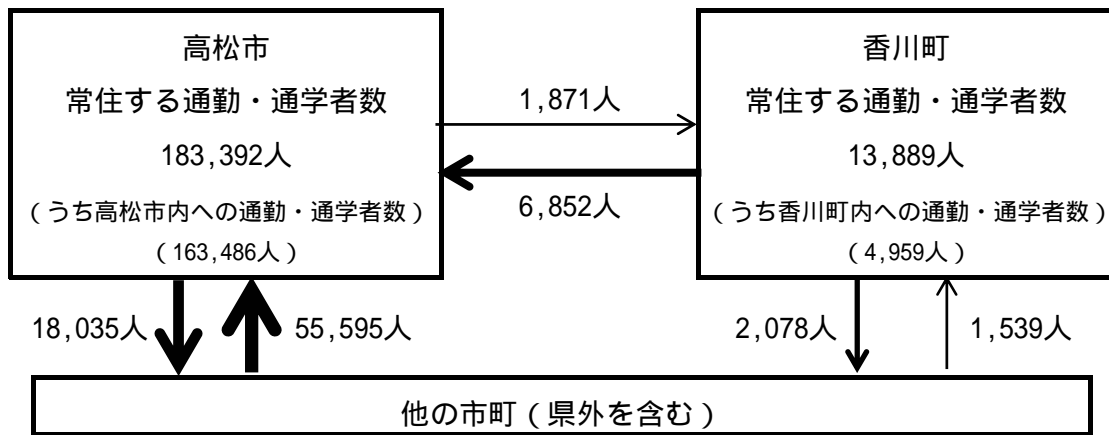 高松市
常住する通勤・通学者数
183,392人
(うち高松市内への通勤・通学者数)
(163,486人)
1,871人
6,852人
香川町
常住する通勤・通学者数
13,889人
(うち香川町内への通勤・通学者数)
(4,959人)
18,035人
55,595人
2,078人
1,539人
他の市町(県外を含む)